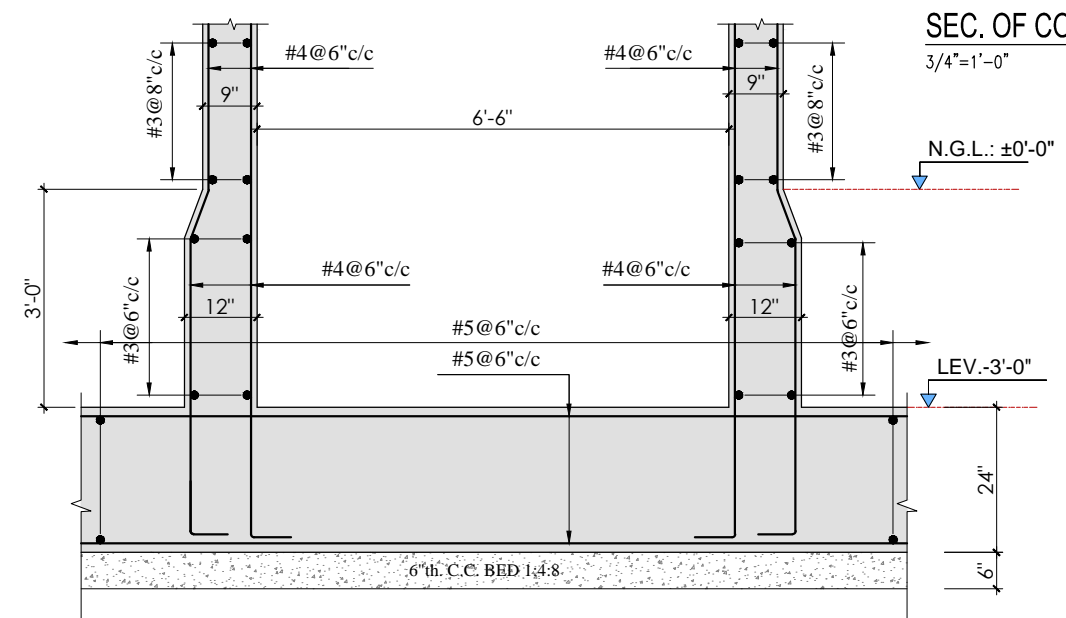 SEC. OF CO
3/4"=1'-0"
#4@6"c/c
#4@6"c/c
#3@8"c/c
9"
9"
#3@8"c/c
6'-6"
N.G.L.: ±0'-0"
3'-0"
#3@6"c/c
#4@6"c/c
#4@6"c/c
12"
12"
#3@6"c/c
#5@6"c/c
#5@6"c/c
LEV.-3'-0"
24"
6"th. C.C. BED 1:4:8
6"